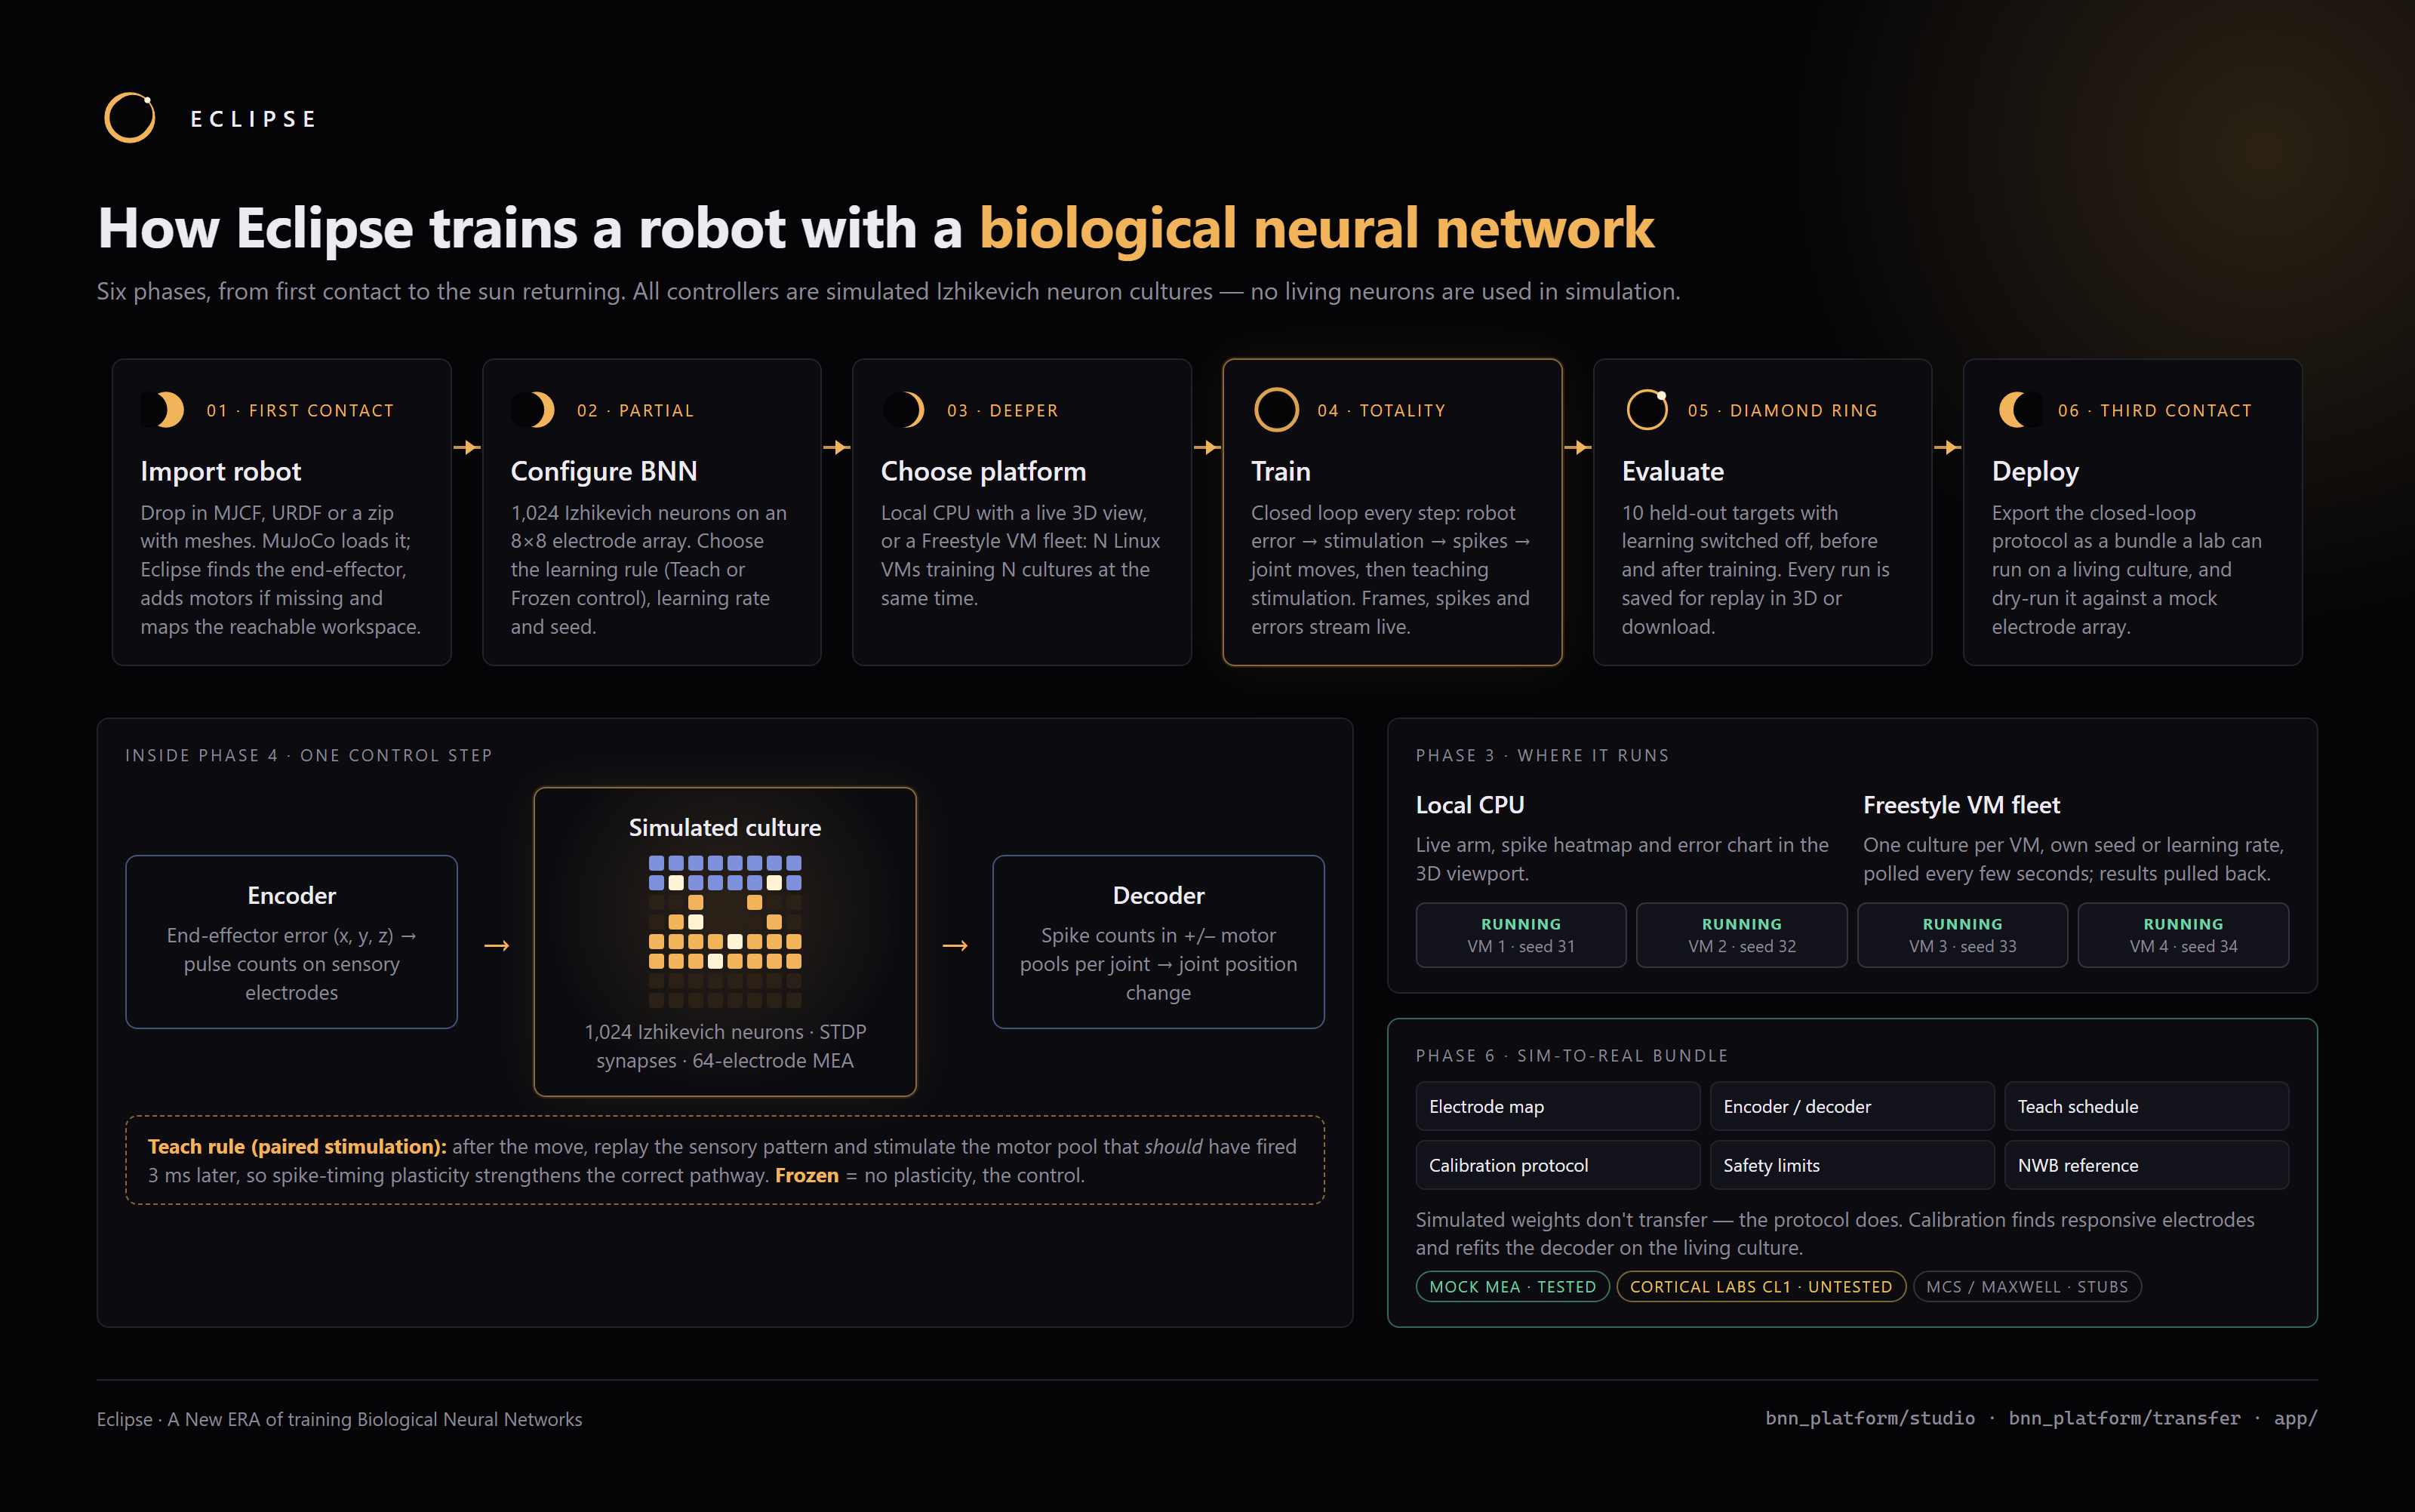 ECLIPSE
How Eclipse trains a robot with a biological neural network
Six phases, from first contact to the sun returning. All controllers are simulated Izhikevich neuron cultures — no living neurons are used in simulation.
01 · FIRST CONTACT
Import robot
Drop in MJCF, URDF or a zip
with meshes. MuJoCo loads it;
Eclipse finds the end-effector,
adds motors if missing and
maps the reachable workspace.
02 · PARTIAL
Configure BNN
1,024 Izhikevich neurons on an
8×8 electrode array. Choose
the learning rule (Teach or
Frozen control), learning rate
and seed.
03 · DEEPER
Choose platform
Local CPU with a live 3D view,
or a Freestyle VM fleet: N Linux
VMs training N cultures at the
same time.
04 · TOTALITY
Train
Closed loop every step: robot
error → stimulation → spikes →
joint moves, then teaching
stimulation. Frames, spikes and
errors stream live.
05 · DIAMOND RING
Evaluate
10 held-out targets with
learning switched off, before
and after training. Every run is
saved for replay in 3D or
download.
06 · THIRD CONTACT
Deploy
Export the closed-loop
protocol as a bundle a lab can
run on a living culture, and
dry-run it against a mock
electrode array.
INSIDE PHASE 4 · ONE CONTROL STEP
Encoder
End-effector error (x, y, z) →
pulse counts on sensory
electrodes
→
Simulated culture
1,024 Izhikevich neurons · STDP
synapses · 64-electrode MEA
→
Decoder
Spike counts in +/– motor
pools per joint → joint position
change
Teach rule (paired stimulation): after the move, replay the sensory pattern and stimulate the motor pool that should have fired
3 ms later, so spike-timing plasticity strengthens the correct pathway. Frozen = no plasticity, the control.
PHASE 3 · WHERE IT RUNS
Local CPU
Live arm, spike heatmap and error chart in the
3D viewport.
Freestyle VM fleet
One culture per VM, own seed or learning rate,
polled every few seconds; results pulled back.
RUNNING
VM 1 · seed 31
RUNNING
VM 2 · seed 32
RUNNING
VM 3 · seed 33
RUNNING
VM 4 · seed 34
PHASE 6 · SIM-TO-REAL BUNDLE
Electrode map
Encoder / decoder
Teach schedule
Calibration protocol
Safety limits
NWB reference
Simulated weights don't transfer — the protocol does. Calibration finds responsive electrodes
and refits the decoder on the living culture.
MOCK MEA · TESTED
CORTICAL LABS CL1 · UNTESTED
MCS / MAXWELL · STUBS
Eclipse · A New ERA of training Biological Neural Networks
bnn_platform/studio · bnn_platform/transfer · app/